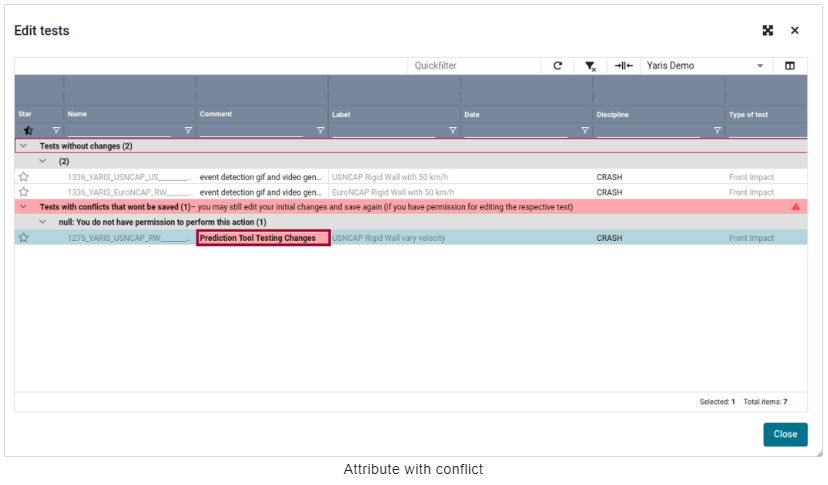 Edit tests
Quickfilter Yaris Demo
Star Name Comment Label Date Discipline Type of test
Tests without changes (2)
(2)
1336_YARIS_USNCAP_US_______... event detection gif and video gen... USNCAP Rigid Wall with 50 km/h CRASH Front Impact
1336_YARIS_EuroNCAP_RW_____... event detection gif and video gen... EuroNCAP Rigid Wall with 50 km/h CRASH Front Impact
Tests with conflicts that wont be saved (1)– you may still edit your initial changes and save again (if you have permission for editing the respective test)
null: You do not have permission to perform this action (1)
1275_YARIS_USNCAP_RW_______... Prediction Tool Testing Changes USNCAP Rigid Wall vary velocity CRASH Front Impact
Selected: 1 Total items: 7
Close
Attribute with conflict